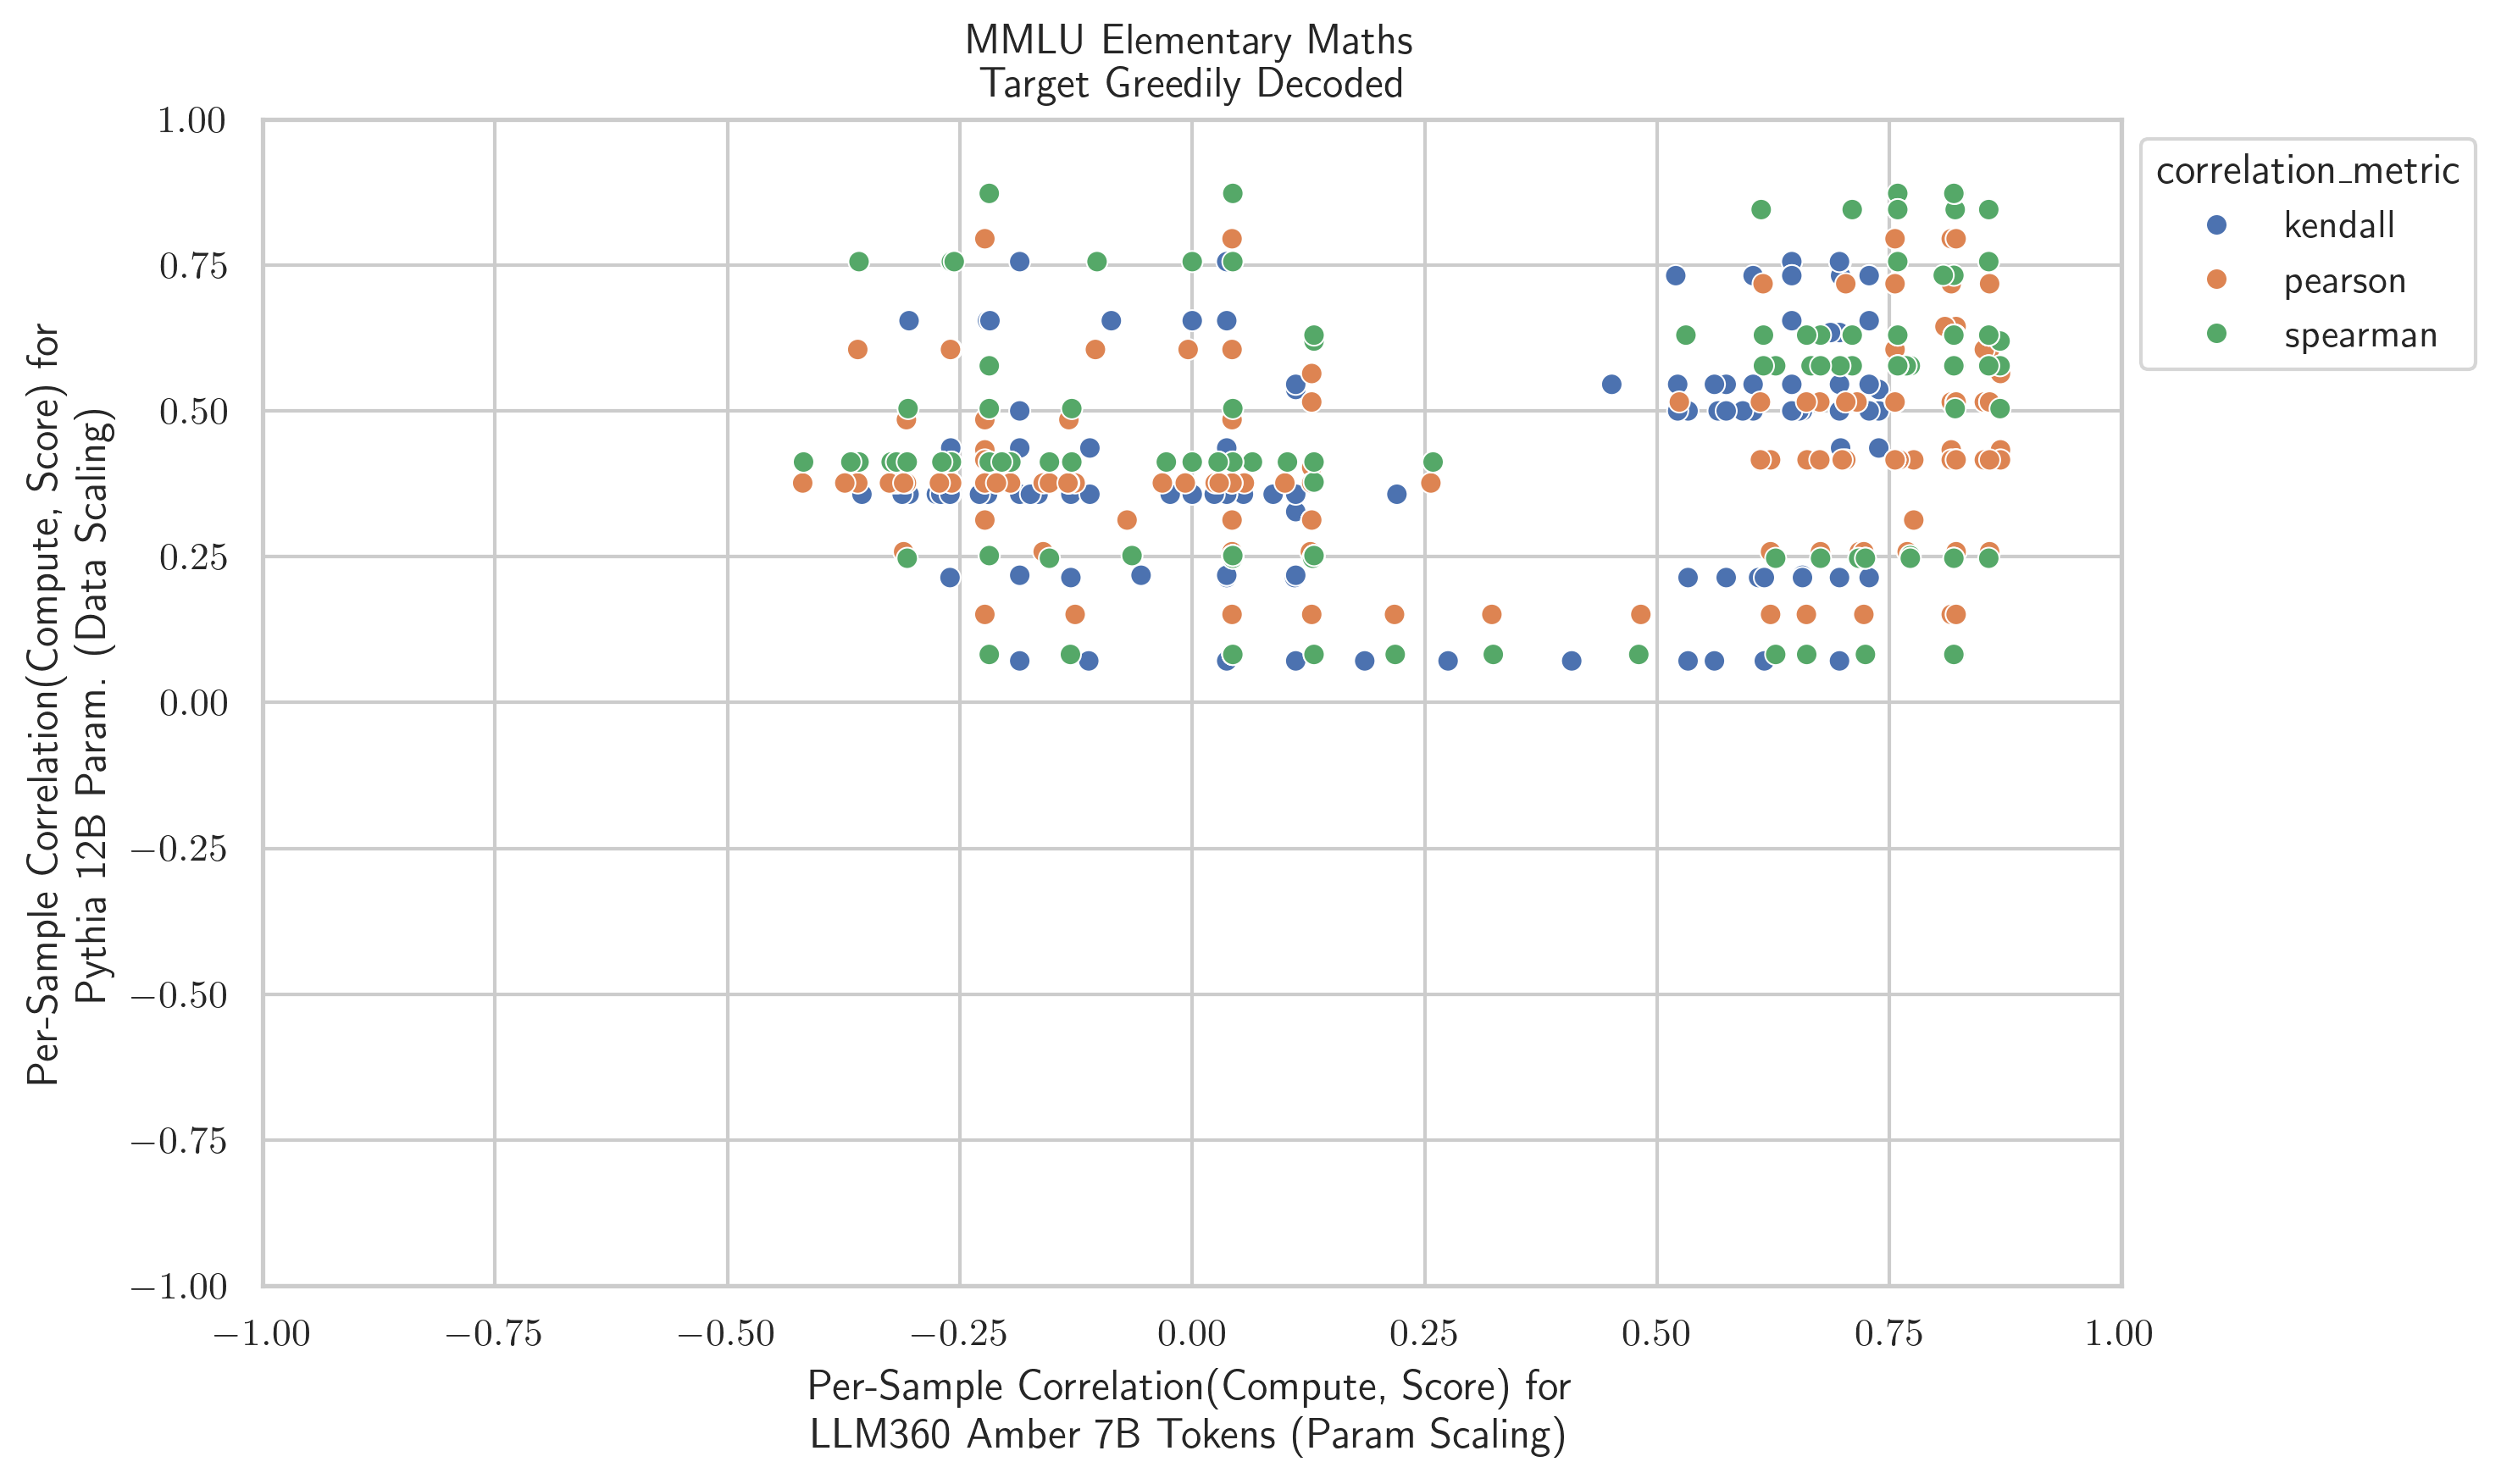 MMLU Elementary Maths
Target Greedily Decoded
Per-Sample Correlation(Compute, Score) for
Pythia 12B Param. (Data Scaling)
1.00
0.75
0.50
0.25
0.00
−0.25
−0.50
−0.75
−1.00
−1.00
−0.75
−0.50
−0.25
0.00
0.25
0.50
0.75
1.00
Per-Sample Correlation(Compute, Score) for
LLM360 Amber 7B Tokens (Param Scaling)
correlation_metric
kendall
pearson
spearman